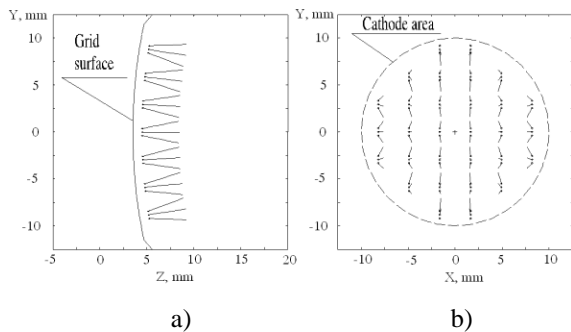 Y, mm
Grid
surface
10
5
0
-5
-10
-5 0 5 10 15 20
Z, mm
a)
Y, mm
Cathode area
10
5
0
-5
-10
-10 -5 0 5 10
X, mm
b)